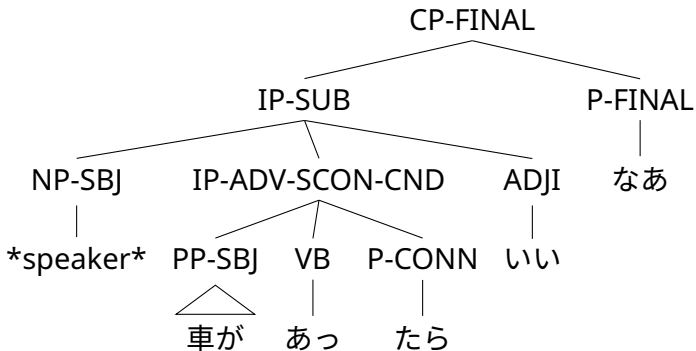 CP-FINAL
IP-SUB P-FINAL
NP-SBJ IP-ADV-SCON-CND ADJI なあ
*speaker* PP-SBJ VB P-CONN いい
車が あっ たら